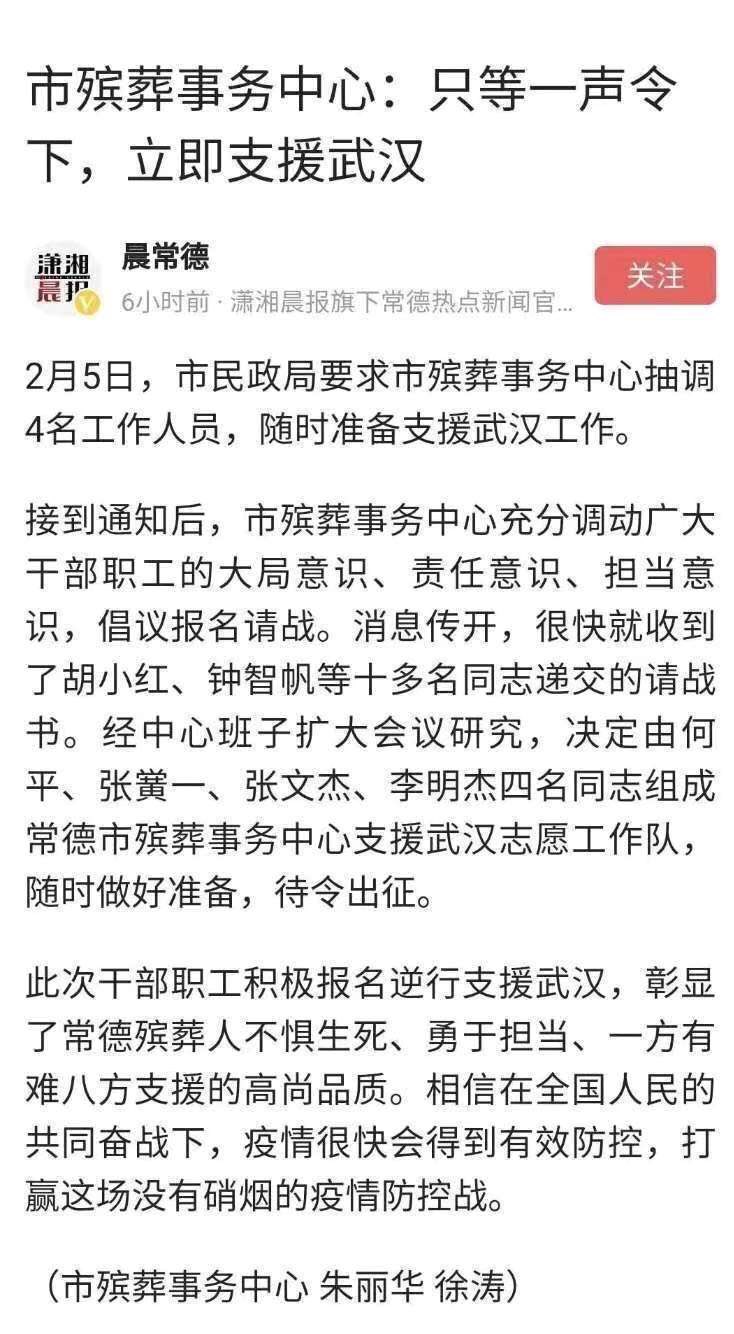 市殡葬事务中心：只等一声令
下，立即支援武汉
潇湘
晨报
晨常德
6小时前 · 潇湘晨报旗下常德热点新闻官...
关注
2月5日，市民政局要求市殡葬事务中心抽调
4名工作人员，随时准备支援武汉工作。
接到通知后，市殡葬事务中心充分调动广大
干部职工的大局意识、责任意识、担当意
识，倡议报名请战。消息传开，很快就收到
了胡小红、钟智帆等十多名同志递交的请战
书。经中心班子扩大会议研究，决定由何
平、张黉一、张文杰、李明杰四名同志组成
常德市殡葬事务中心支援武汉志愿工作队，
随时做好准备，待令出征。
此次干部职工积极报名逆行支援武汉，彰显
了常德殡葬人不惧生死、勇于担当、一方有
难八方支援的高尚品质。相信在全国人民的
共同奋战下，疫情很快会得到有效防控，打
赢这场没有硝烟的疫情防控战。
（市殡葬事务中心 朱丽华 徐涛）